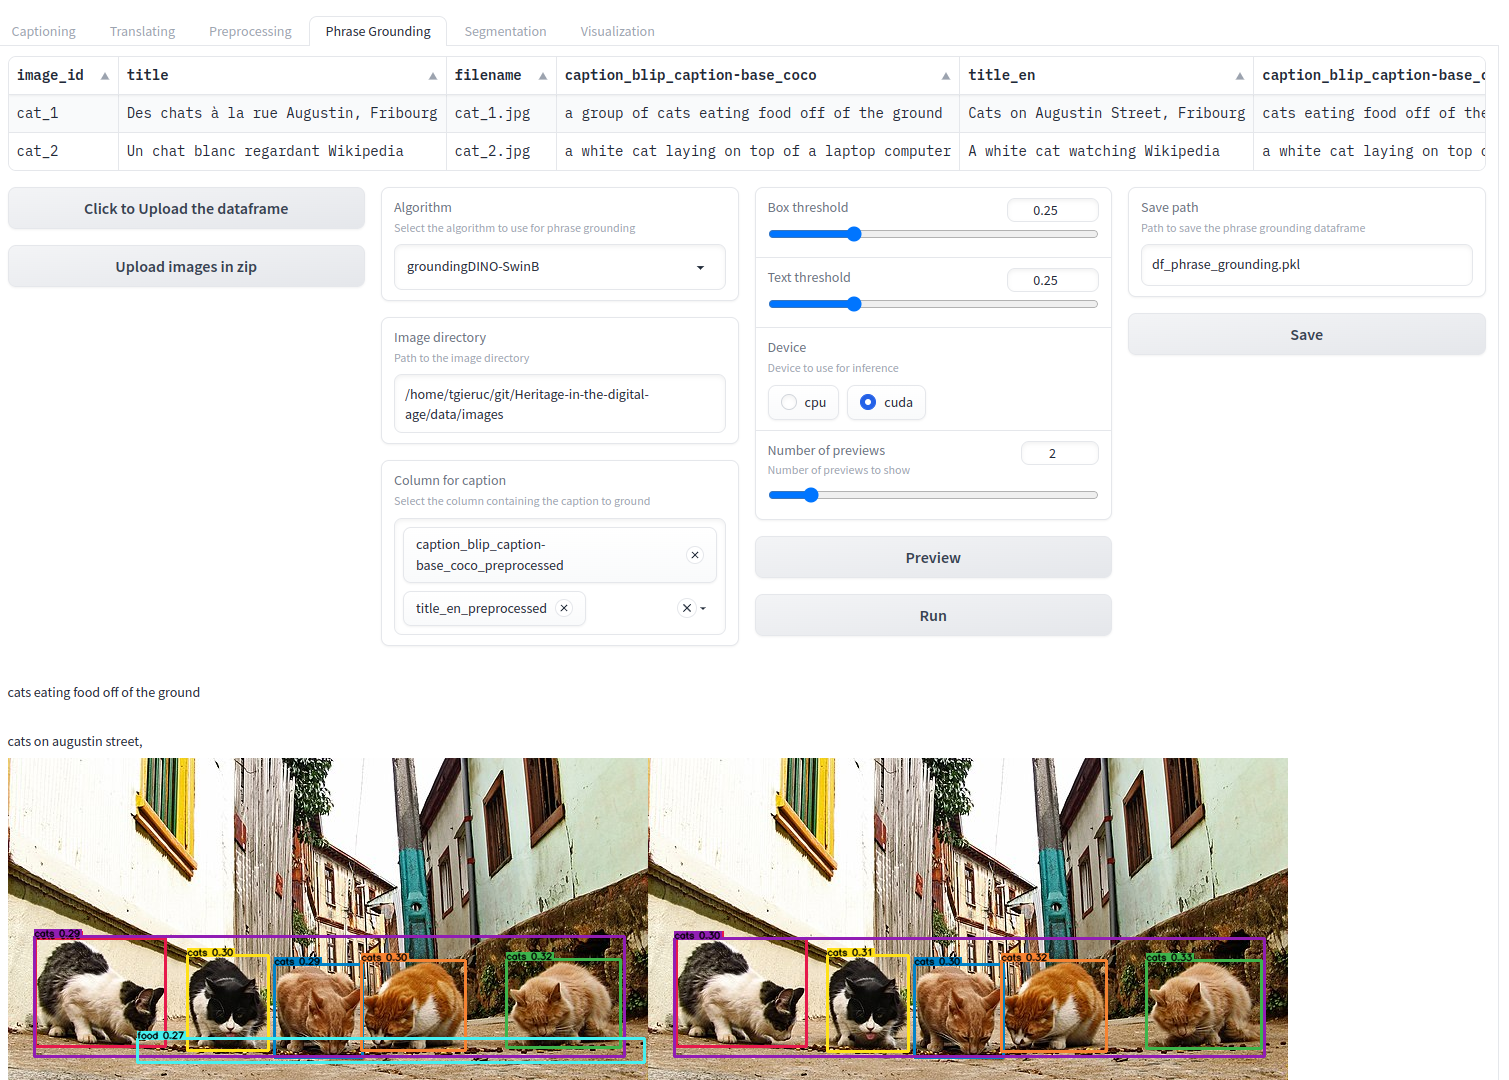 Captioning Translating Preprocessing Phrase Grounding Segmentation Visualization
image_id title filename caption_blip_caption-base_coco title_en caption_blip_caption-base_c
cat_1 Des chats à la rue Augustin, Fribourg cat_1.jpg a group of cats eating food off of the ground Cats on Augustin Street, Fribourg cats eating food off of the
cat_2 Un chat blanc regardant Wikipedia cat_2.jpg a white cat laying on top of a laptop computer A white cat watching Wikipedia a white cat laying on top o
Click to Upload the dataframe
Upload images in zip
Algorithm
Select the algorithm to use for phrase grounding
groundingDINO-SwinB
Image directory
Path to the image directory
/home/tgieruc/git/Heritage-in-the-digital-
age/data/images
Column for caption
Select the column containing the caption to ground
caption_blip_caption-
base_coco_preprocessed
title_en_preprocessed
Box threshold
0.25
Text threshold
0.25
Device
Device to use for inference
cpu cuda
Number of previews
2
Number of previews to show
Preview
Run
Save path
Path to save the phrase grounding dataframe
df_phrase_grounding.pkl
Save
cats eating food off of the ground
cats on augustin street,
cats 0.29
cats 0.30
cats 0.29
cats 0.30
cats 0.32
food 0.27
cats 0.30
cats 0.31
cats 0.30
cats 0.32
cats 0.33